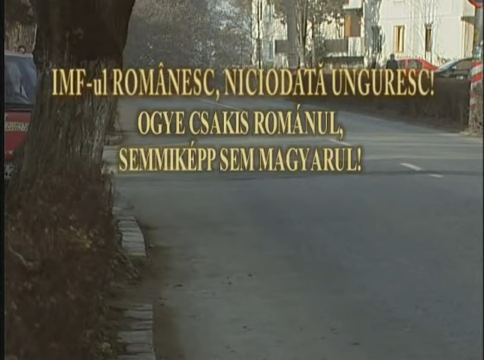 IMF-ul ROMÂNESC, NICIODATĂ UNGURESC!
OGYE CSAKIS ROMÁNUL,
SEMMIKÉPP SEM MAGYARUL!